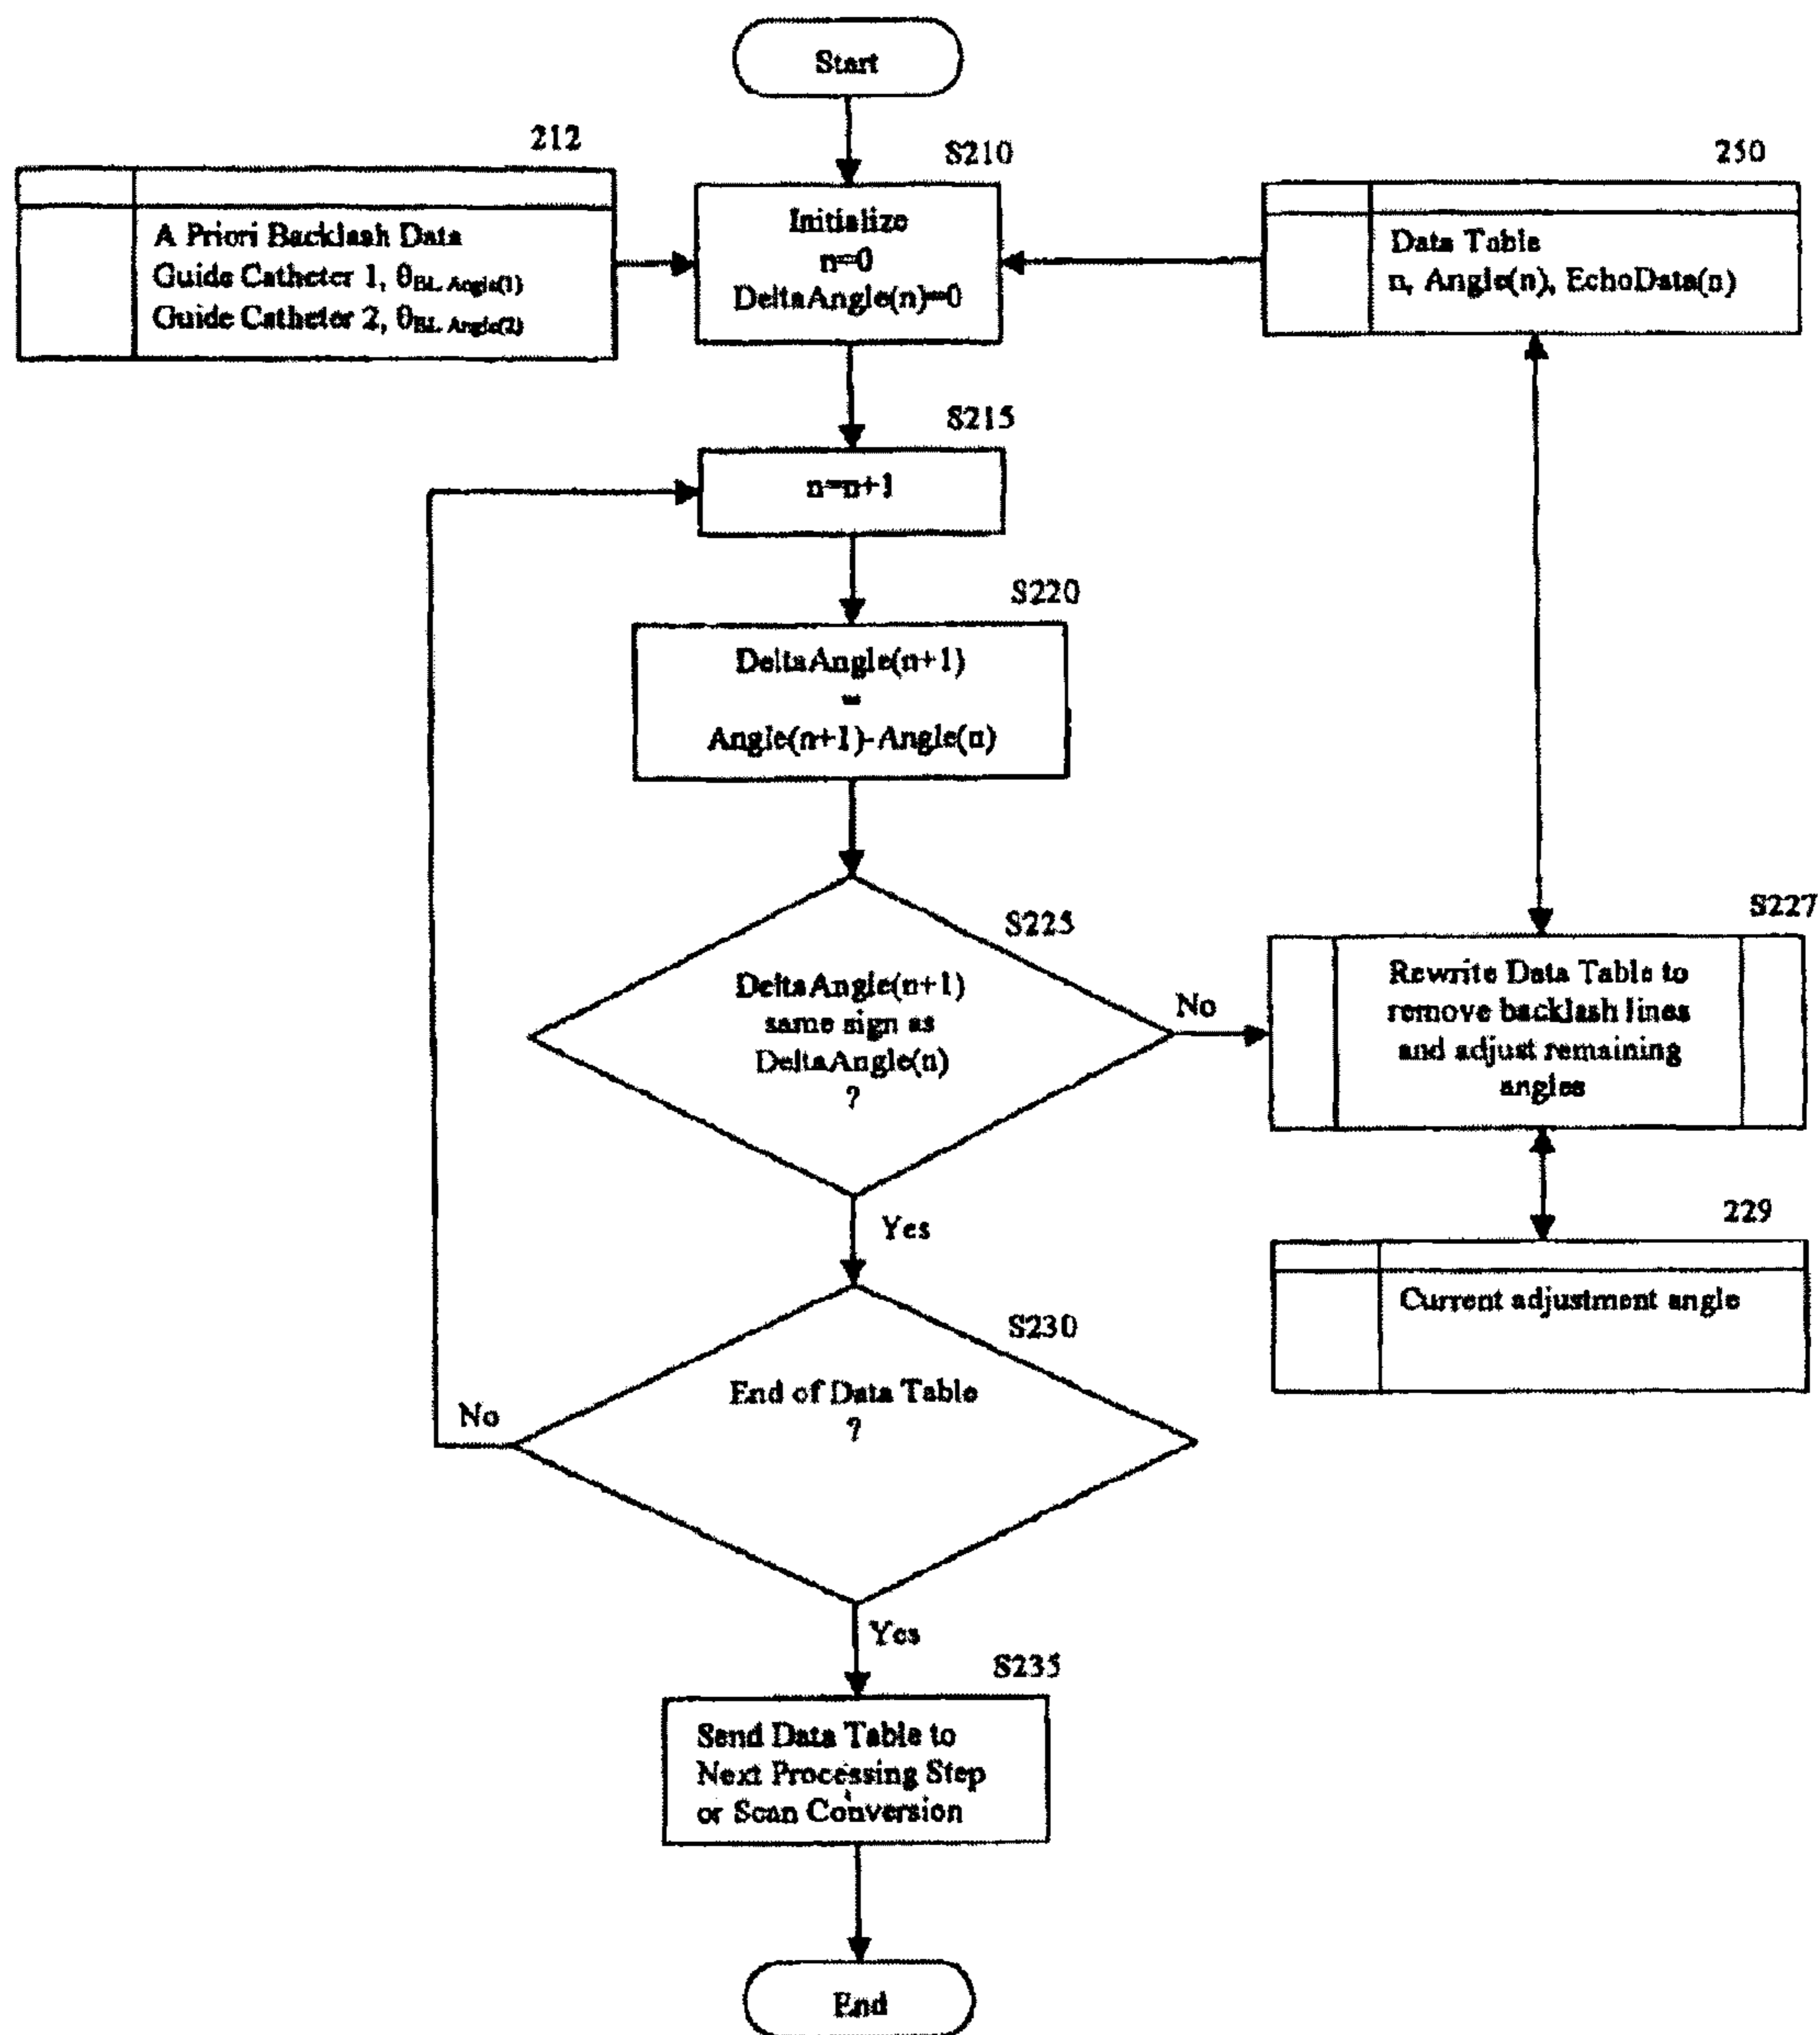 Start
212
A Priori Backlash Data
Guide Catheter 1, θBL Angle(1)
Guide Catheter 2, θBL Angle(2)
S210
Initialize
n=0
DeltaAngle(n)=0
250
Data Table
n, Angle(n), EchoData(n)
S215
n=n+1
S220
DeltaAngle(n+1)
=
Angle(n+1)-Angle(n)
S225
DeltaAngle(n+1)
same sign as
DeltaAngle(n)
?
No
Yes
S227
Rewrite Data Table to
remove backlash lines
and adjust remaining
angles
229
Current adjustment angle
S230
End of Data Table
?
No
Yes
S235
Send Data Table to
Next Processing Step
or Scan Conversion
End